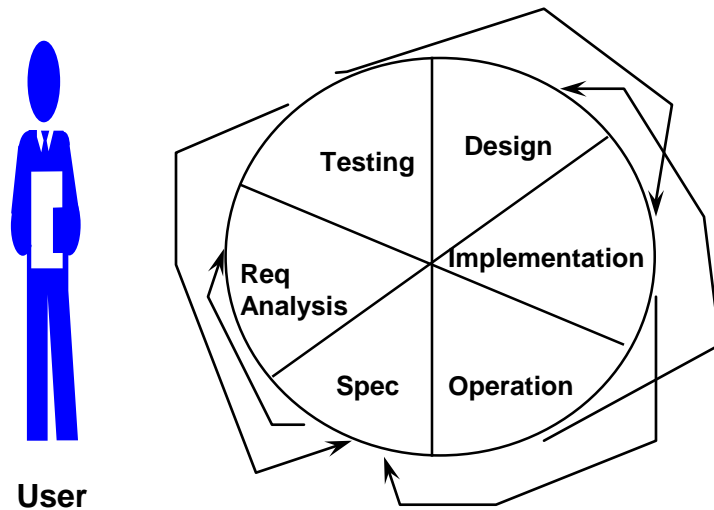 Testing
Design
Req
Analysis
Implementation
Spec
Operation
User